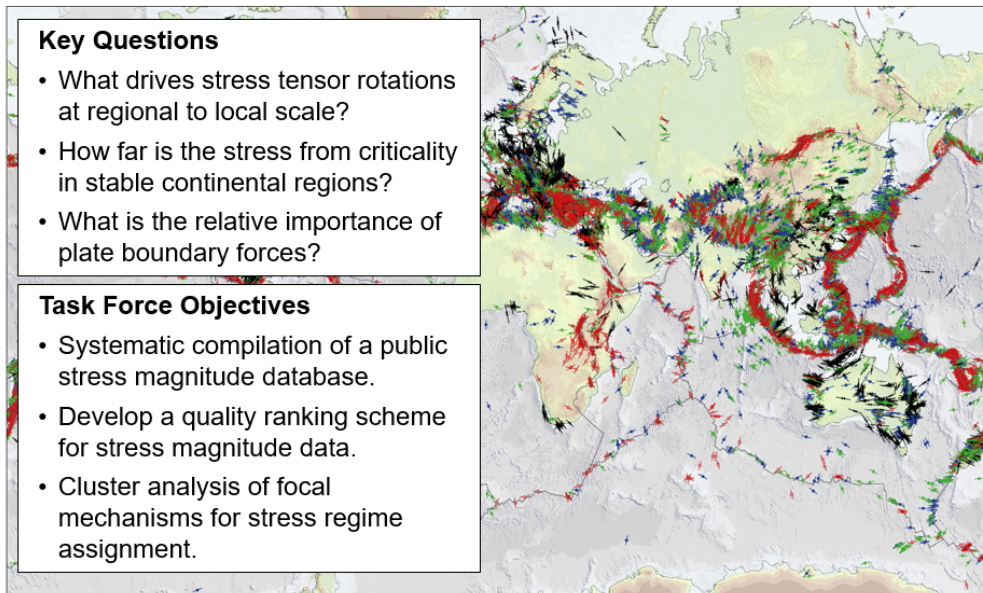 Key Questions
• What drives stress tensor rotations
at regional to local scale?
• How far is the stress from criticality
in stable continental regions?
• What is the relative importance of
plate boundary forces?
Task Force Objectives
• Systematic compilation of a public
stress magnitude database.
• Develop a quality ranking scheme
for stress magnitude data.
• Cluster analysis of focal
mechanisms for stress regime
assignment.